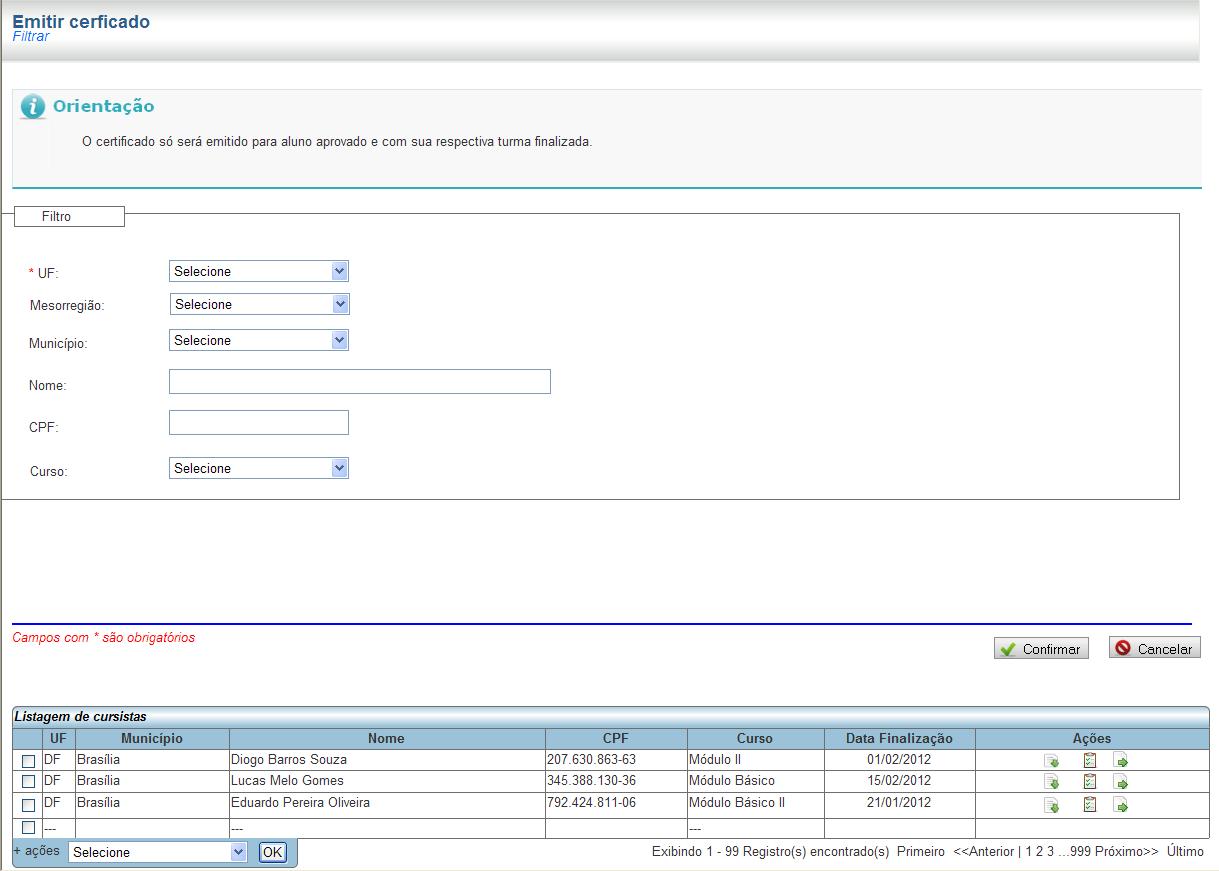 Emitir cerficado
Filtrar
Orientação
O certificado só será emitido para aluno aprovado e com sua respectiva turma finalizada.
Filtro
* UF: Selecione
Mesorregião: Selecione
Município: Selecione
Nome:
CPF:
Curso: Selecione
Campos com * são obrigatórios
Confirmar Cancelar
Listagem de cursistas
UF Município Nome CPF Curso Data Finalização Ações
DF Brasília Diogo Barros Souza 207.630.863-63 Módulo II 01/02/2012
DF Brasília Lucas Melo Gomes 345.388.130-36 Módulo Básico 15/02/2012
DF Brasília Eduardo Pereira Oliveira 792.424.811-06 Módulo Básico II 21/01/2012
--- --- ---
+ ações Selecione OK Exibindo 1 - 99 Registro(s) encontrado(s) Primeiro <<Anterior | 1 2 3 ...999 Próximo>> Último